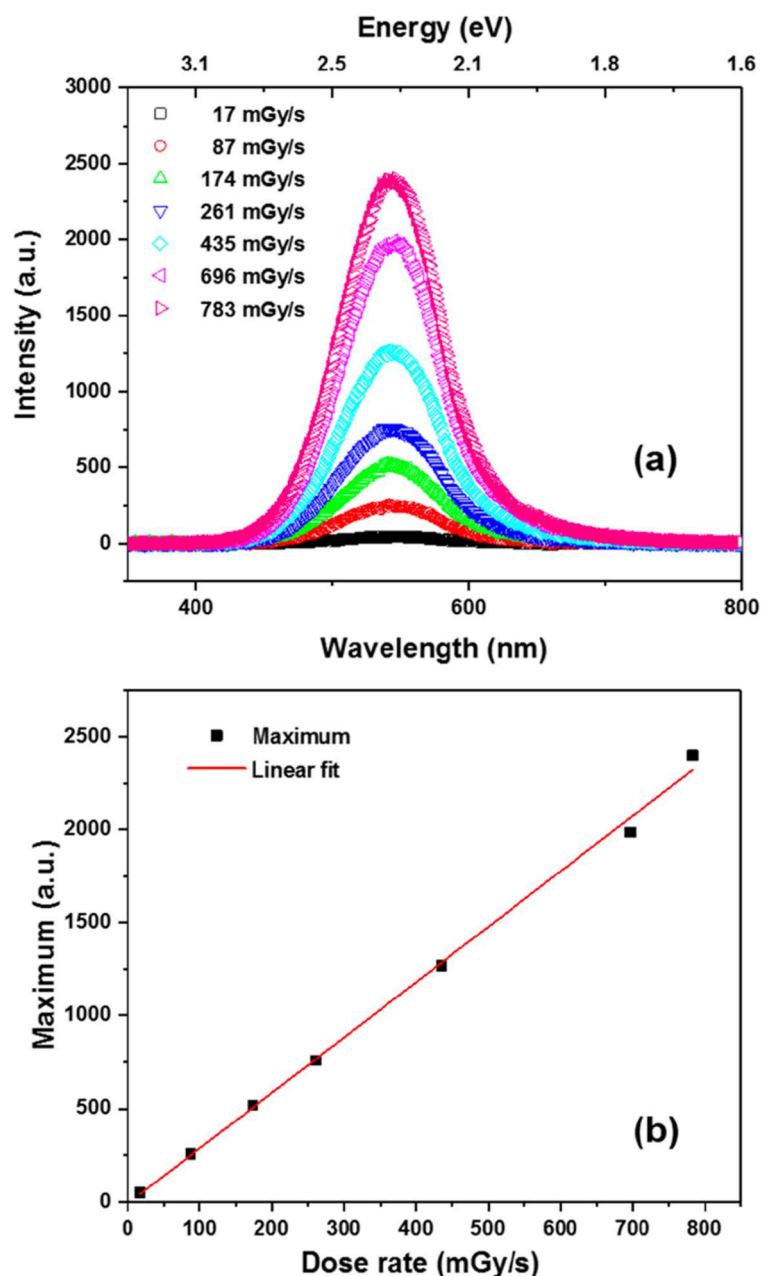 Energy (eV)
3.1 2.5 2.1 1.8 1.6
3000
2500
2000
1500
1000
500
0
Intensity (a.u.)
17 mGy/s
87 mGy/s
174 mGy/s
261 mGy/s
435 mGy/s
696 mGy/s
783 mGy/s
(a)
400 600 800
Wavelength (nm)
2500
2000
1500
1000
500
0
Maximum (a.u.)
Maximum
Linear fit
(b)
0 100 200 300 400 500 600 700 800
Dose rate (mGy/s)